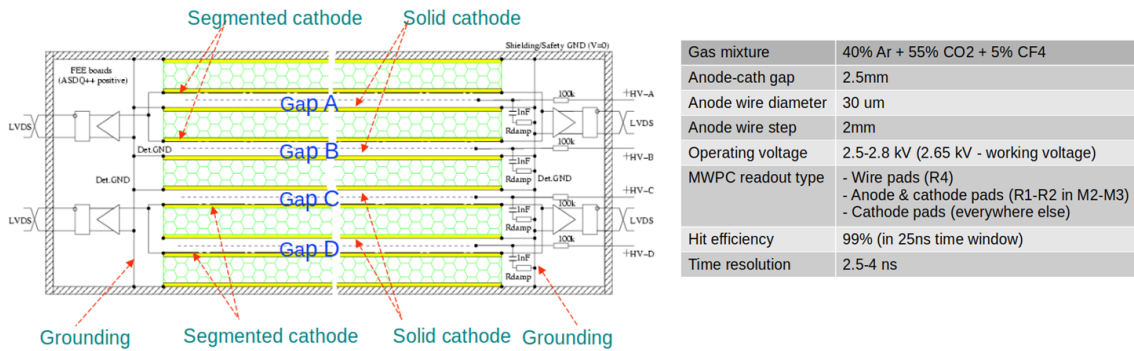 Segmented cathode
Solid cathode
Shielding/Safety GND (V=0)
FEE boards
(ASDQ++ positive)
100k
+HV-A
Gap A
1nF
LVDS
Rdamp
LVDS
100k
Det.GND
Gap B
+HV-B
1nF
Rdamp
Det.GND
Det.GND
100k
+HV-C
Gap C
1nF
LVDS
Rdamp
LVDS
100k
Gap D
+HV-D
1nF
Rdamp
Grounding
Segmented cathode
Solid cathode
Grounding
Gas mixture 40% Ar + 55% CO2 + 5% CF4
Anode-cath gap 2.5mm
Anode wire diameter 30 um
Anode wire step 2mm
Operating voltage 2.5-2.8 kV (2.65 kV - working voltage)
MWPC readout type - Wire pads (R4)
- Anode & cathode pads (R1-R2 in M2-M3)
- Cathode pads (everywhere else)
Hit efficiency 99% (in 25ns time window)
Time resolution 2.5-4 ns